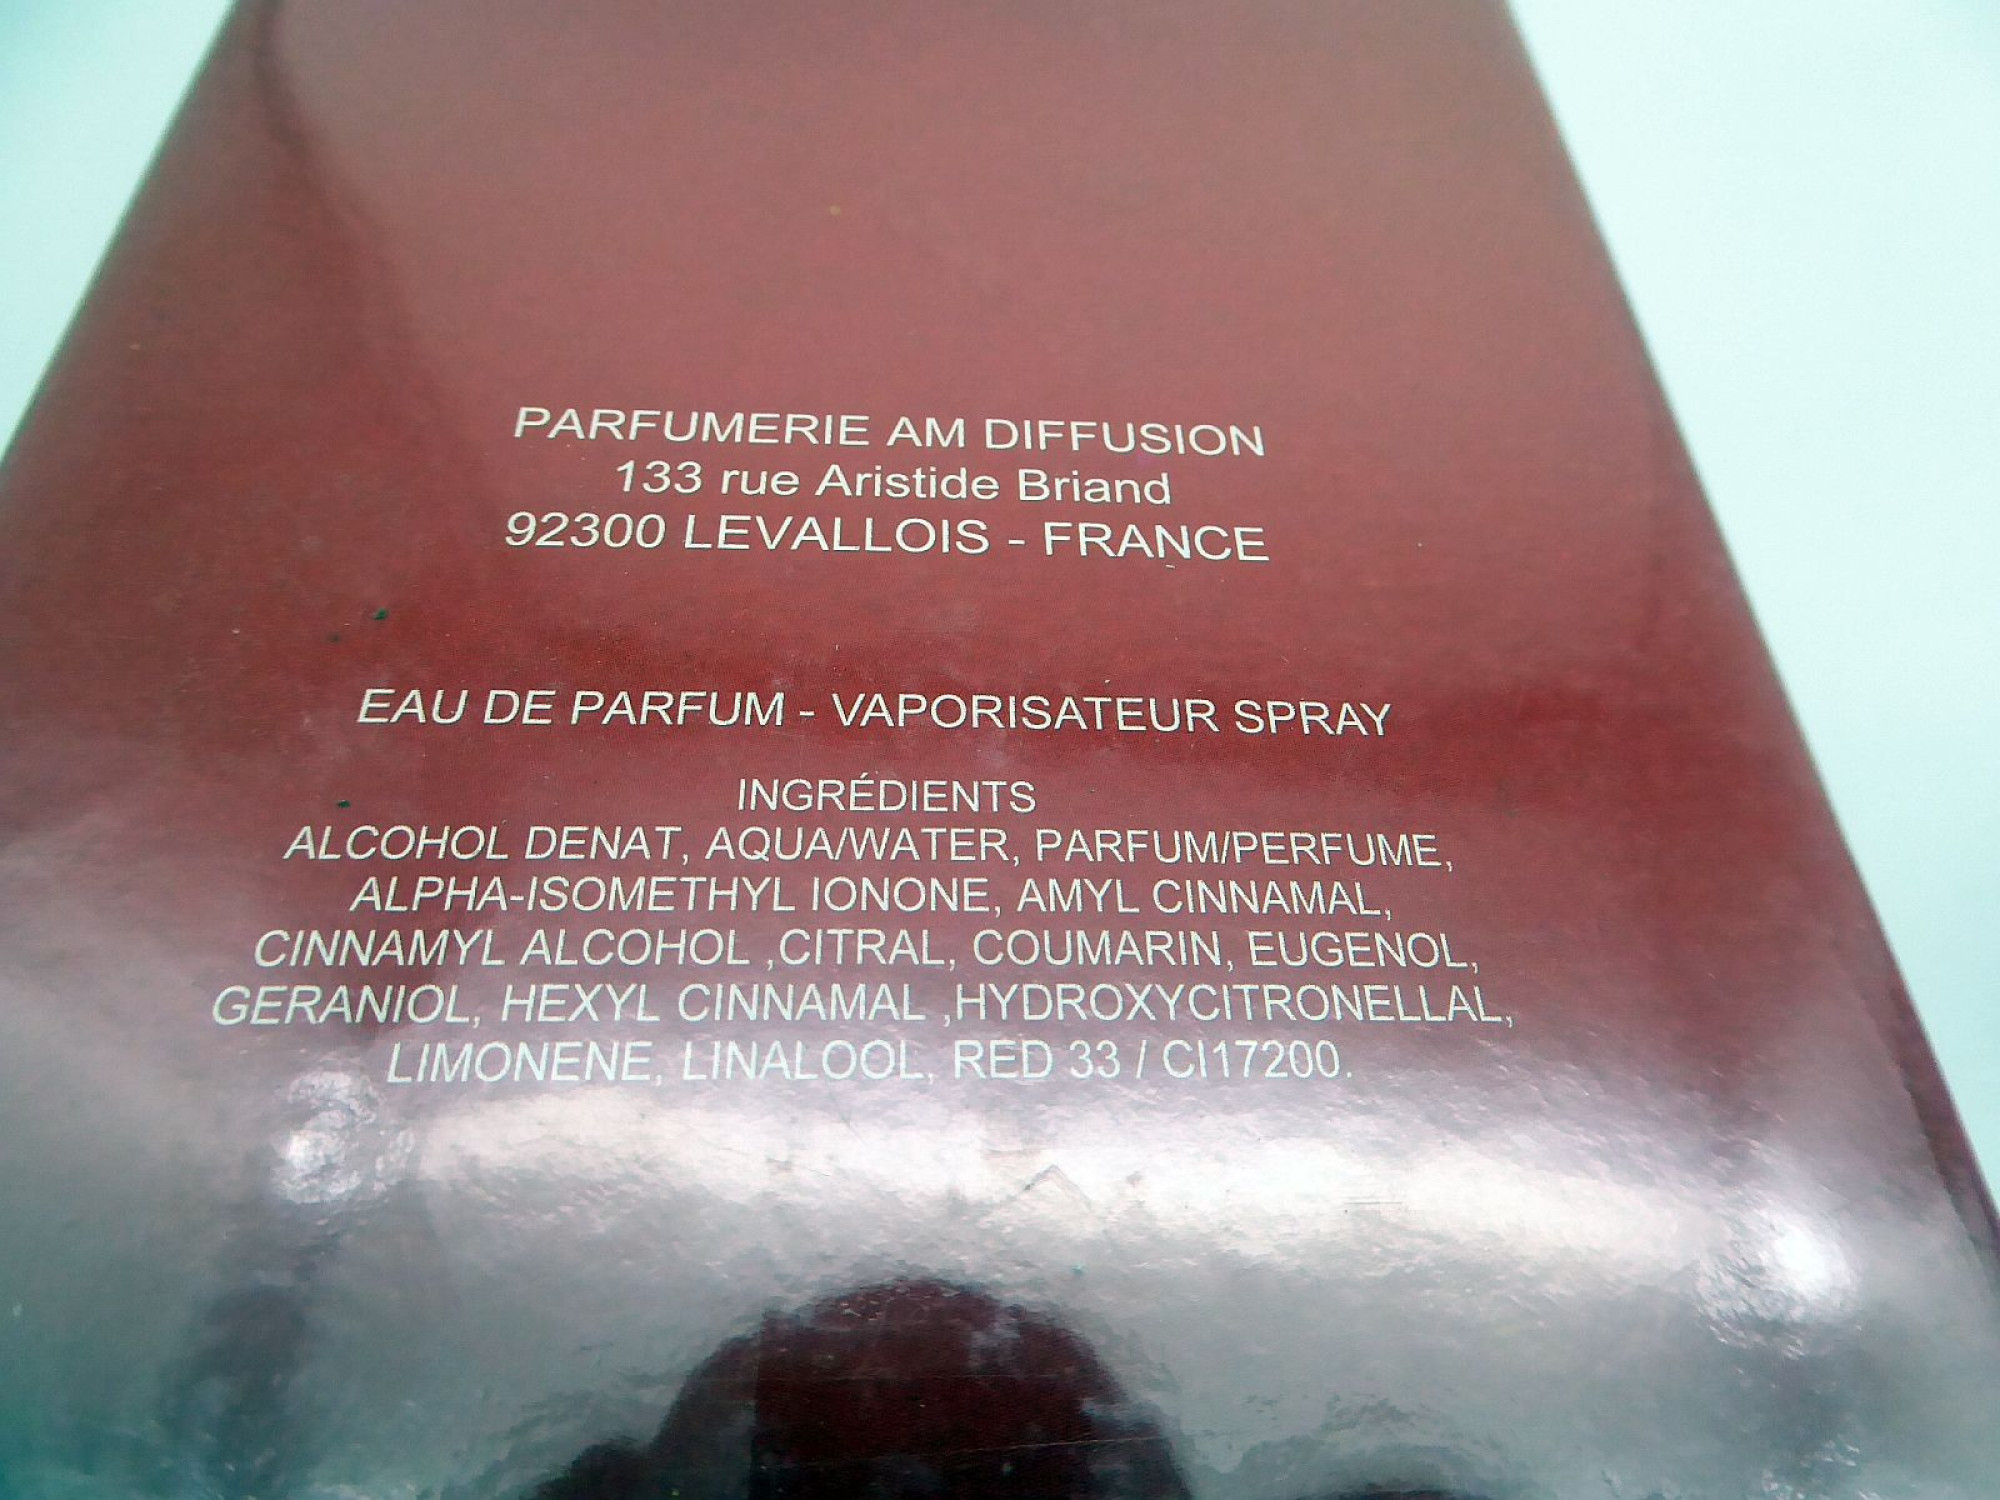 PARFUMERIE AM DIFFUSION
133 rue Aristide Briand
92300 LEVALLOIS - FRANCE
EAU DE PARFUM - VAPORISATEUR SPRAY
INGRÉDIENTS
ALCOHOL DENAT, AQUA/WATER, PARFUM/PERFUME,
ALPHA-ISOMETHYL IONONE, AMYL CINNAMAL,
CINNAMYL ALCOHOL ,CITRAL, COUMARIN, EUGENOL,
GERANIOL, HEXYL CINNAMAL ,HYDROXYCITRONELLAL,
LIMONENE, LINALOOL, RED 33 / CI17200.